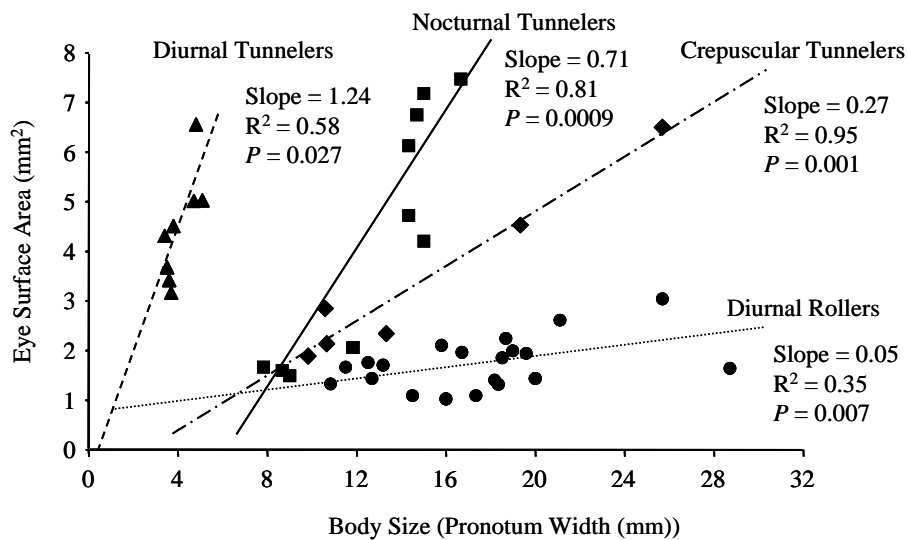 Nocturnal Tunnelers
Diurnal Tunnelers
Crepuscular Tunnelers
Slope = 0.71
R² = 0.81
P = 0.0009
Slope = 1.24
R² = 0.58
P = 0.027
Slope = 0.27
R² = 0.95
P = 0.001
Diurnal Rollers
Slope = 0.05
R² = 0.35
P = 0.007
Eye Surface Area (mm²)
8
7
6
5
4
3
2
1
0
0 4 8 12 16 20 24 28 32
Body Size (Pronotum Width (mm))